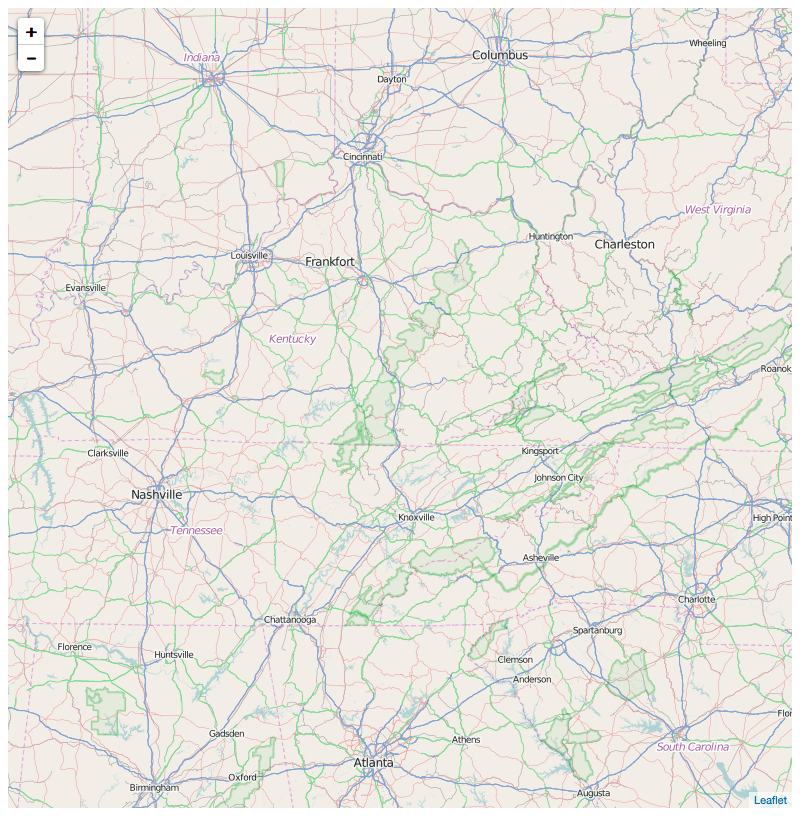 +
-
Indiana
Columbus
Wheeling
Dayton
Cincinnati
West Virginia
Huntington
Charleston
Louisville
Frankfort
Evansville
Kentucky
Roanok
Clarksville
Kingsport
Johnson City
Nashville
Knoxville
High Point
Tennessee
Asheville
Charlotte
Chattanooga
Spartanburg
Florence
Huntsville
Clemson
Anderson
Flor
Gadsden
Athens
South Carolina
Atlanta
Oxford
Birmingham
Augusta
Leaflet